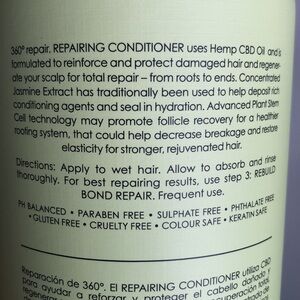 360° repair. REPAIRING CONDITIONER uses Hemp CBD Oil and is
formulated to reinforce and protect damaged hair and regener-
ate your scalp for total repair – from roots to ends. Concentrated
Jasmine Extract has traditionally been used to help deposit rich
conditioning agents and seal in hydration. Advanced Plant Stem
Cell technology may promote follicle recovery for a healthier
rooting system, that could help decrease breakage and restore
elasticity for stronger, rejuvenated hair.
Directions: Apply to wet hair. Allow to absorb and rinse
thoroughly. For best repairing results, use step 3: REBUILD
BOND REPAIR. Frequent use.
PH BALANCED • PARABEN FREE • SULPHATE FREE • PHTHALATE FREE
• GLUTEN FREE • CRUELTY FREE • COLOUR SAFE • KERATIN SAFE
Reparación de 360°. El REPAIRING CONDITIONER utiliza CBD
para ayudar a reforzar y proteger el cabello dañado y